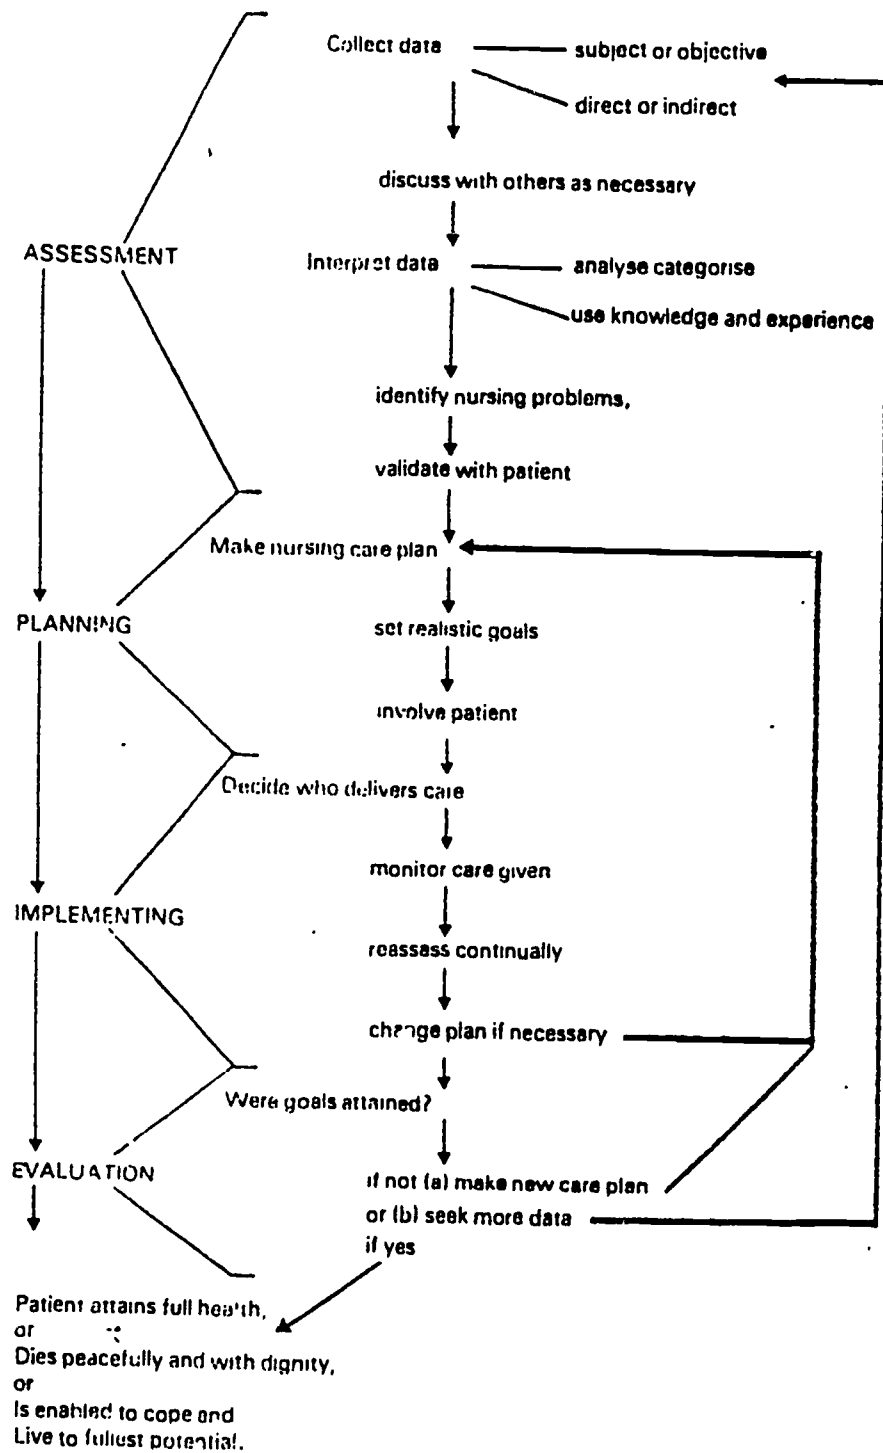 Collect data
subject or objective
direct or indirect
discuss with others as necessary
ASSESSMENT
Interpret data
analyse categorise
use knowledge and experience
identify nursing problems,
validate with patient
Make nursing care plan
PLANNING
set realistic goals
involve patient
Decide who delivers care
monitor care given
IMPLEMENTING
reassass continually
change plan if necessary
Were goals attained?
EVALUATION
if not (a) make new care plan
or (b) seek more data
if yes
Patient attains full health,
or
Dies peacefully and with dignity,
or
Is enabled to cope and
Live to fullest potential.